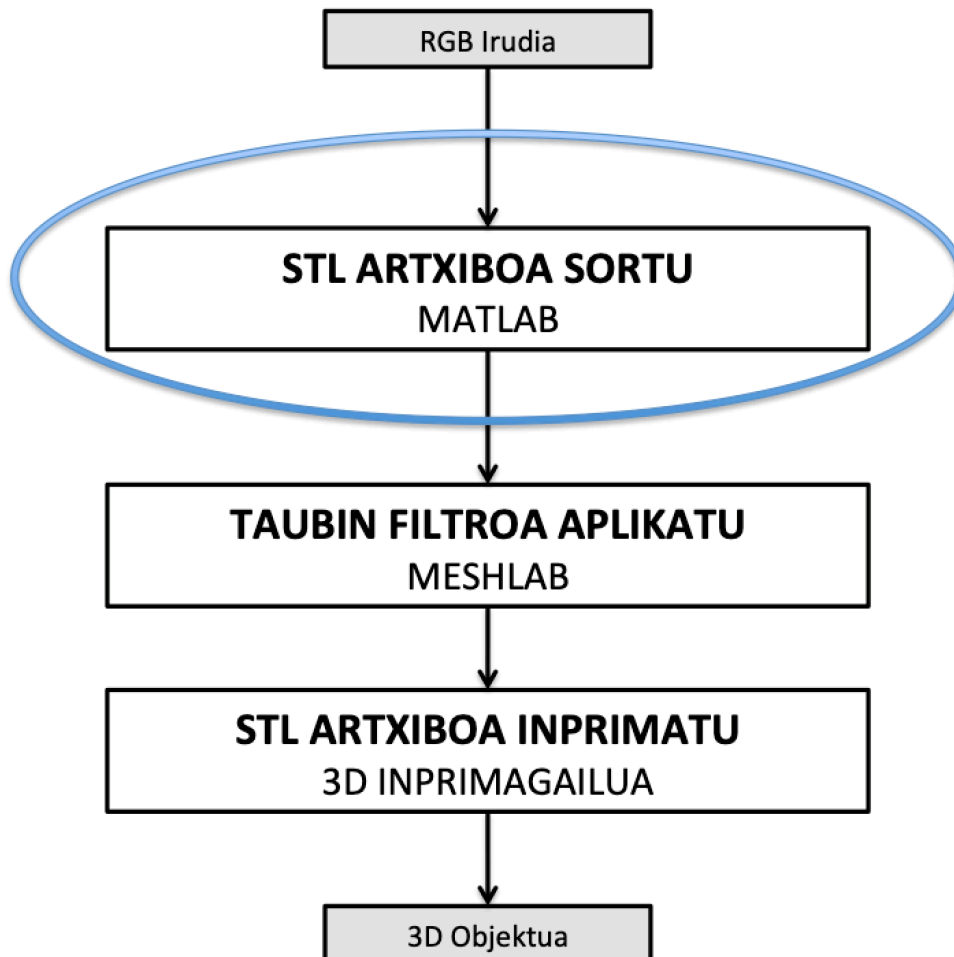 RGB Irudia
STL ARTXIBOA SORTU
MATLAB
TAUBIN FILTROA APLIKATU
MESHLAB
STL ARTXIBOA INPRIMATU
3D INPRIMAGAILUA
3D Objektua